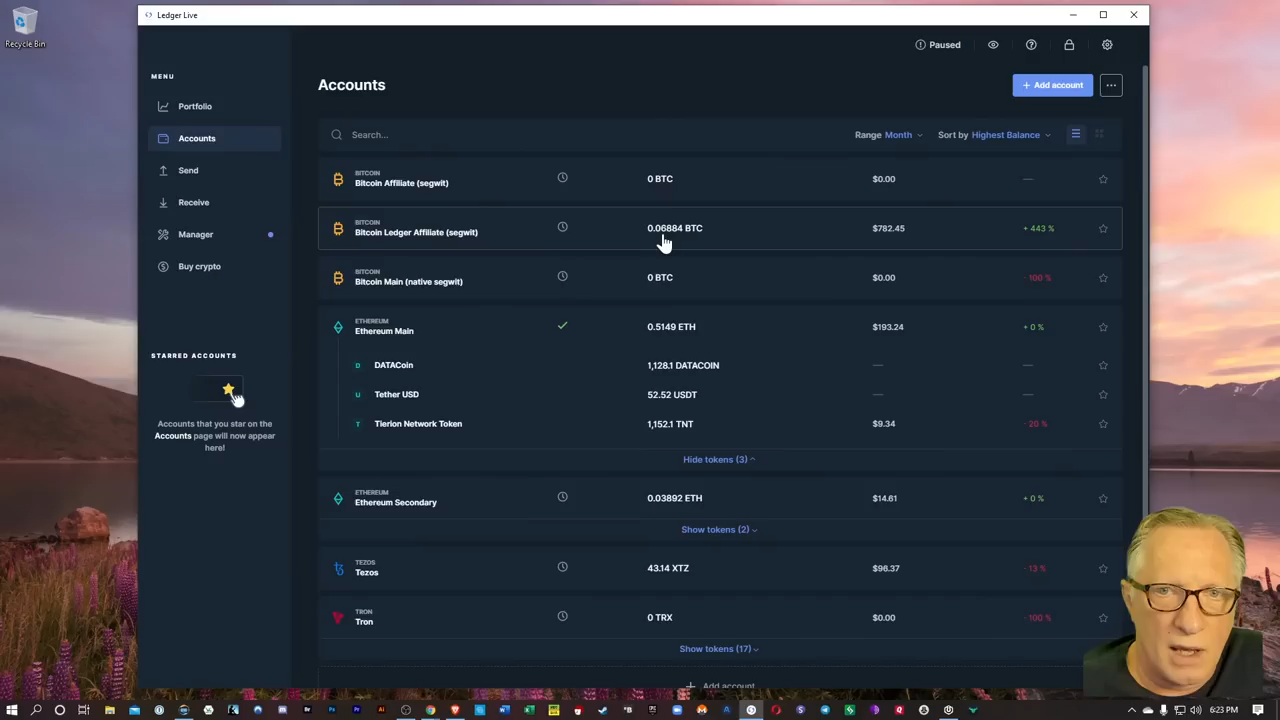 Ledger Live
Recycle Bin
Paused
MENU
Portfolio
Accounts
Send
Receive
Manager
Buy crypto
STARRED ACCOUNTS
Accounts that you star on the
Accounts page will now appear
here!
Accounts
+ Add account
Search...
Range Month
Sort by Highest Balance
BITCOIN
Bitcoin Affiliate (segwit)
0 BTC
$0.00
BITCOIN
Bitcoin Ledger Affiliate (segwit)
0.06884 BTC
$782.45
+ 443 %
BITCOIN
Bitcoin Main (native segwit)
0 BTC
$0.00
- 100 %
ETHEREUM
Ethereum Main
0.5149 ETH
$193.24
+ 0 %
D
DATACoin
1,128.1 DATACOIN
U
Tether USD
52.52 USDT
T
Tierion Network Token
1,152.1 TNT
$9.34
- 20 %
Hide tokens (3)
ETHEREUM
Ethereum Secondary
0.03892 ETH
$14.61
+ 0 %
Show tokens (2)
TEZOS
Tezos
43.14 XTZ
$96.37
- 13 %
TRON
Tron
0 TRX
$0.00
- 100 %
Show tokens (17)
+ Add account
6:23 PM